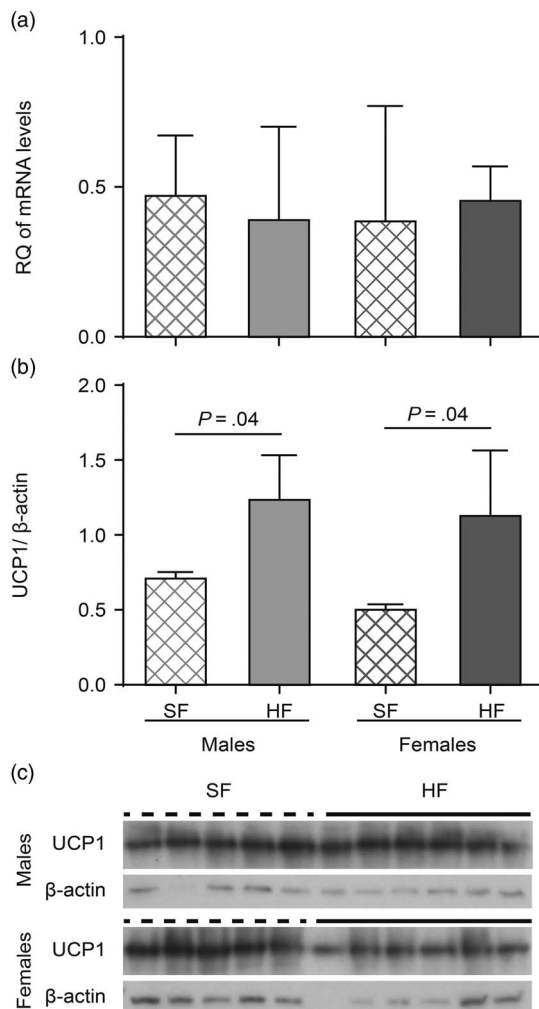 (a)
1.0
0.5
0.0
RQ of mRNA levels
(b)
2.0
1.5
1.0
0.5
0.0
UCP1/ β-actin
P = .04
P = .04
SF HF SF HF
Males Females
(c)
SF HF
Males
UCP1
β-actin
Females
UCP1
β-actin